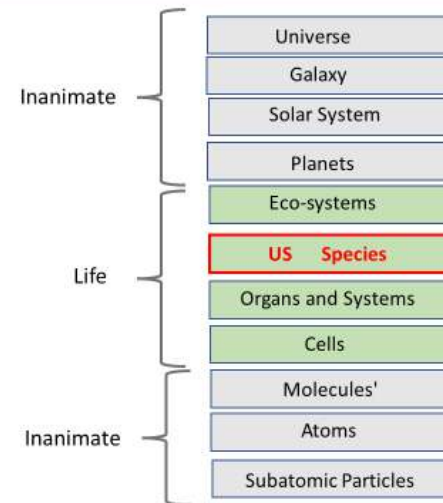 Universe
Galaxy
Inanimate
Solar System
Planets
Eco-systems
US Species
Life
Organs and Systems
Cells
Molecules'
Atoms
Inanimate
Subatomic Particles